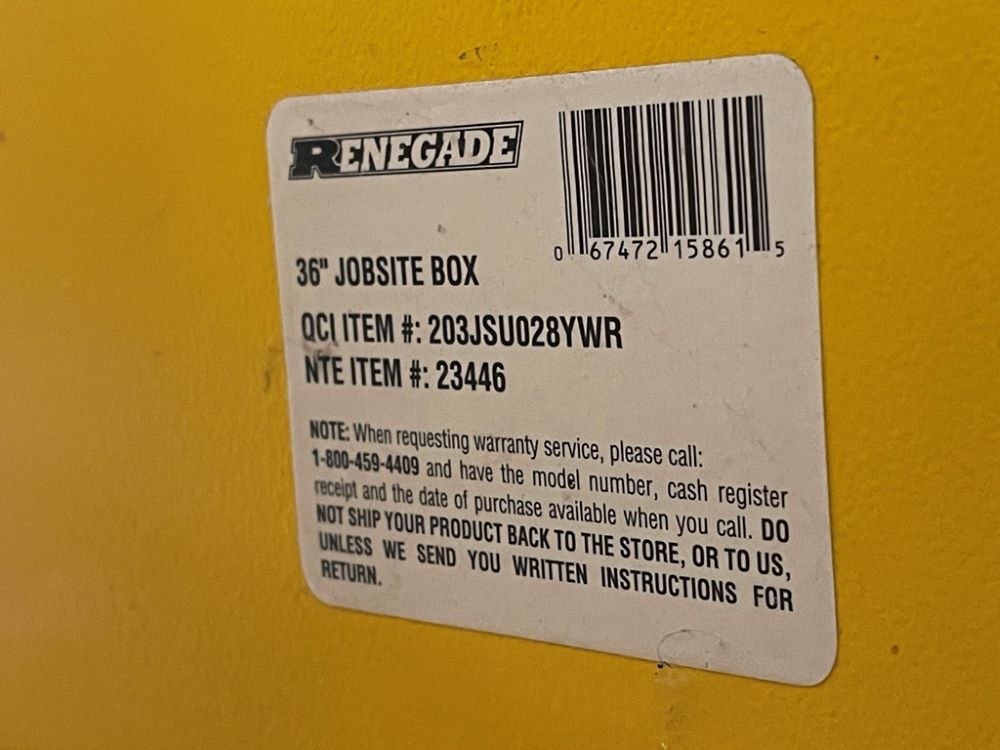 RENEGADE
0 67472 15861 5
36" JOBSITE BOX
QCI ITEM #: 203JSU028YWR
NTE ITEM #: 23446
NOTE: When requesting warranty service, please call:
1-800-459-4409 and have the model number, cash register
receipt and the date of purchase available when you call. DO
NOT SHIP YOUR PRODUCT BACK TO THE STORE, OR TO US,
UNLESS WE SEND YOU WRITTEN INSTRUCTIONS FOR
RETURN.